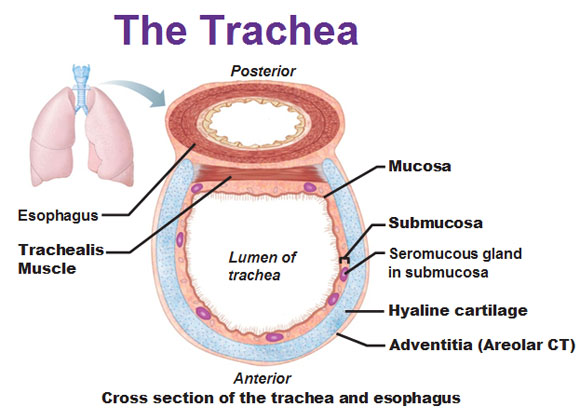 The Trachea
Posterior
Mucosa
Esophagus
Submucosa
Trachealis
Muscle
Lumen of
trachea
Seromucous gland
in submucosa
Hyaline cartilage
Adventitia (Areolar CT)
Anterior
Cross section of the trachea and esophagus